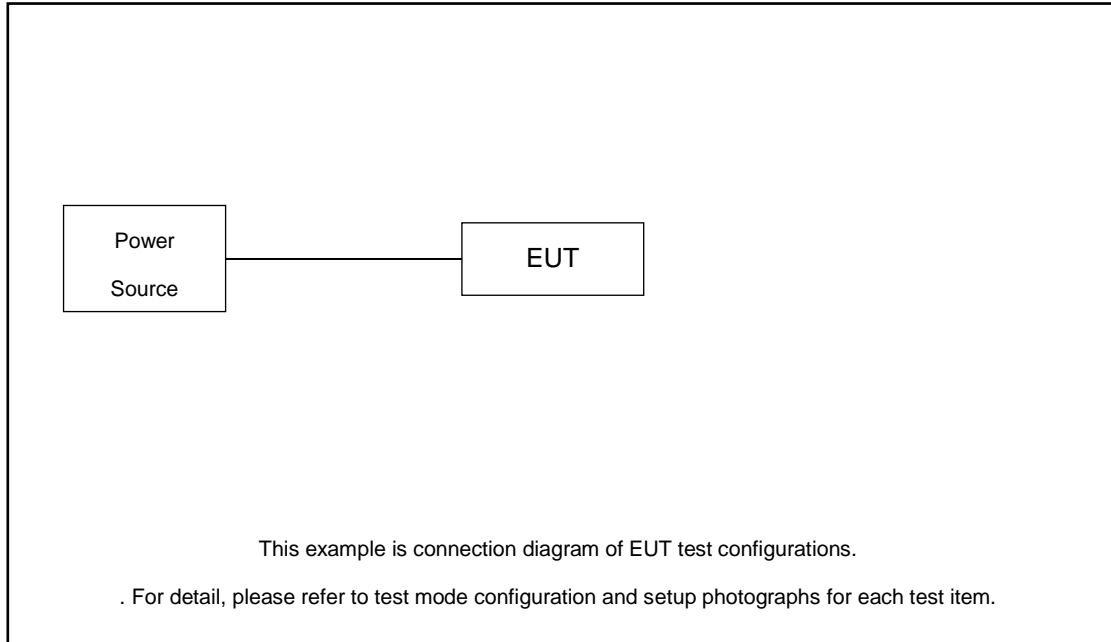 Power
Source
EUT
This example is connection diagram of EUT test configurations.
. For detail, please refer to test mode configuration and setup photographs for each test item.